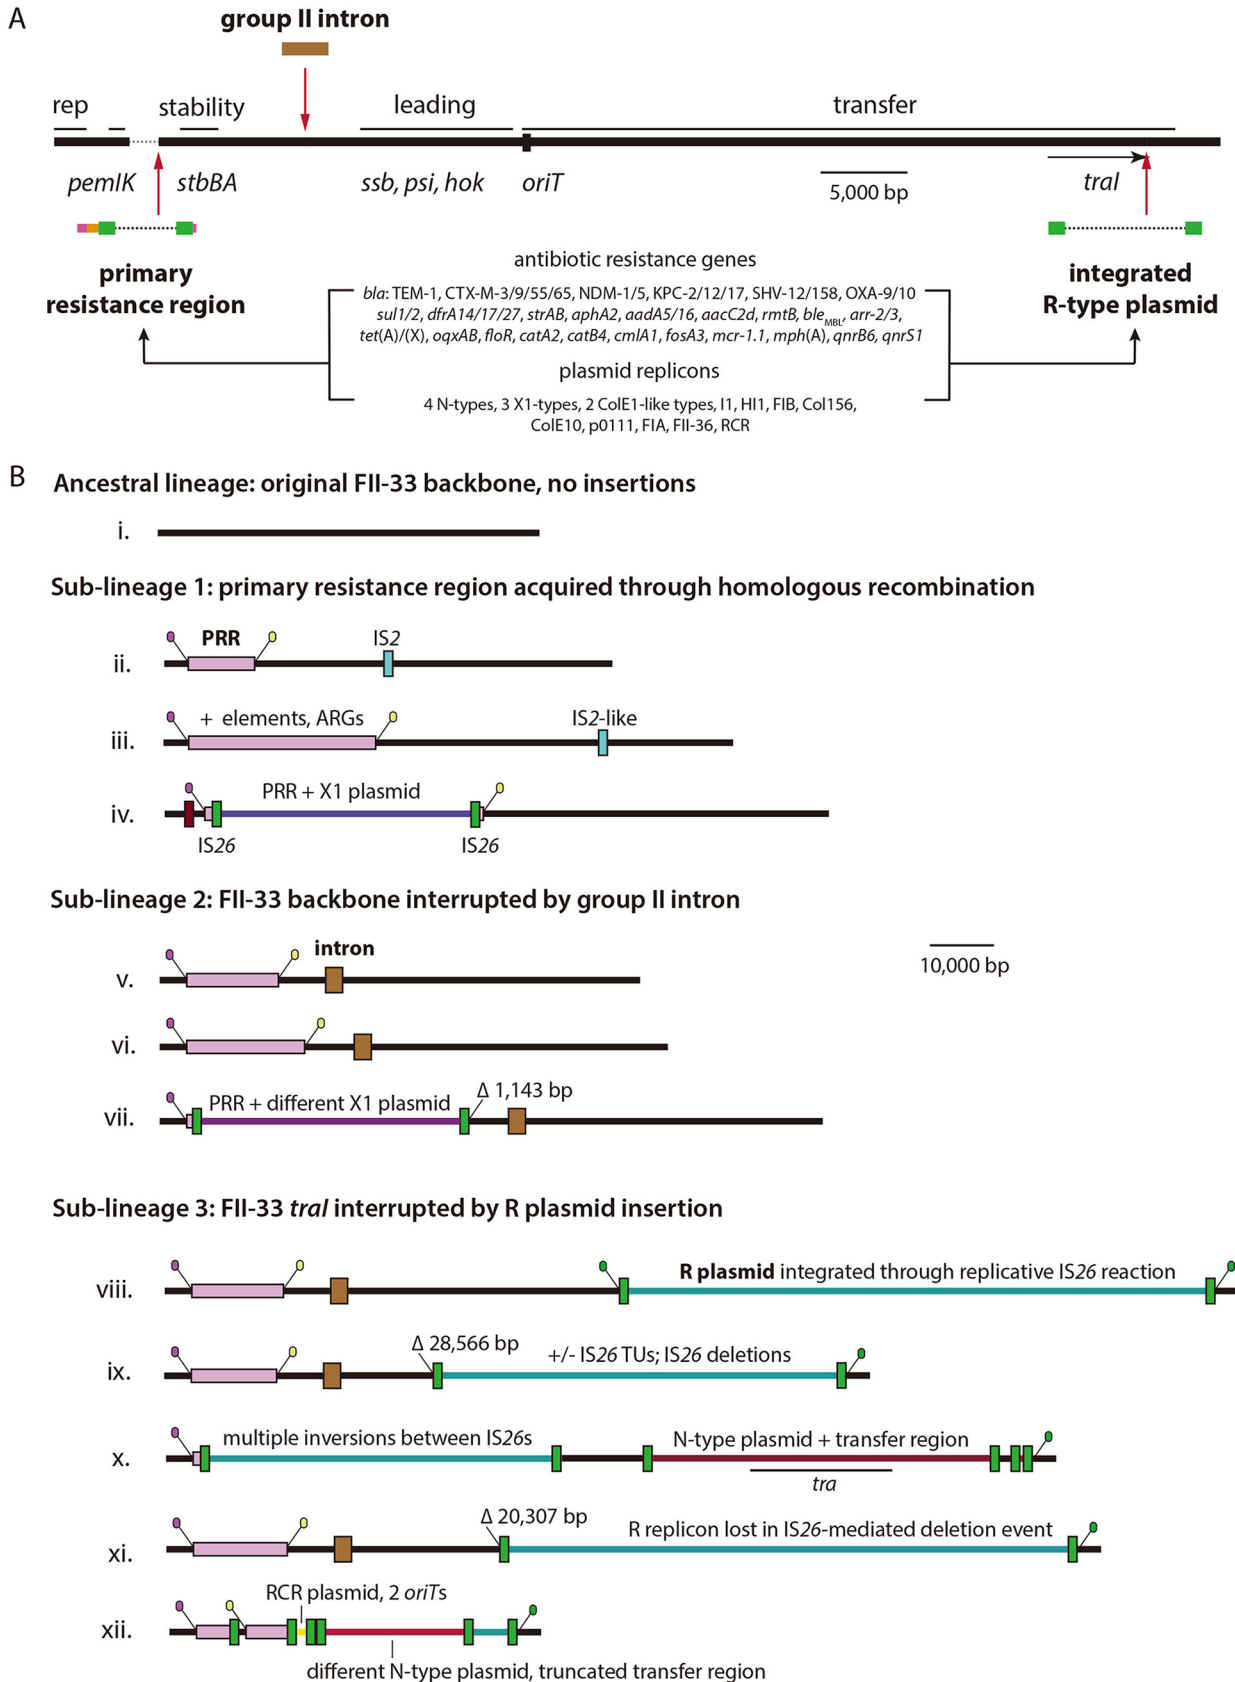 A
group II intron
rep
stability
leading
transfer
pemIK
stbBA
ssb, psi, hok
oriT
5,000 bp
traI
primary
resistance region
integrated
R-type plasmid
antibiotic resistance genes
bla: TEM-1, CTX-M-3/9/55/65, NDM-1/5, KPC-2/12/17, SHV-12/158, OXA-9/10
sul1/2, dfrA14/17/27, strAB, aphA2, aadA5/16, aacC2d, rmtB, bleMBL, arr-2/3,
tet(A)/(X), oqxAB, floR, catA2, catB4, cmlA1, fosA3, mcr-1.1, mph(A), qnrB6, qnrS1
plasmid replicons
4 N-types, 3 X1-types, 2 ColE1-like types, I1, HI1, FIB, Col156,
ColE10, p0111, FIA, FII-36, RCR
B
Ancestral lineage: original FII-33 backbone, no insertions
i.
Sub-lineage 1: primary resistance region acquired through homologous recombination
PRR
IS2
ii.
+ elements, ARGs
IS2-like
iii.
PRR + X1 plasmid
iv.
IS26
IS26
Sub-lineage 2: FII-33 backbone interrupted by group II intron
intron
10,000 bp
v.
vi.
Δ 1,143 bp
PRR + different X1 plasmid
vii.
Sub-lineage 3: FII-33 traI interrupted by R plasmid insertion
R plasmid integrated through replicative IS26 reaction
viii.
Δ 28,566 bp
+/- IS26 TUs; IS26 deletions
ix.
multiple inversions between IS26s
N-type plasmid + transfer region
x.
tra
Δ 20,307 bp
R replicon lost in IS26-mediated deletion event
xi.
RCR plasmid, 2 oriTs
xii.
different N-type plasmid, truncated transfer region